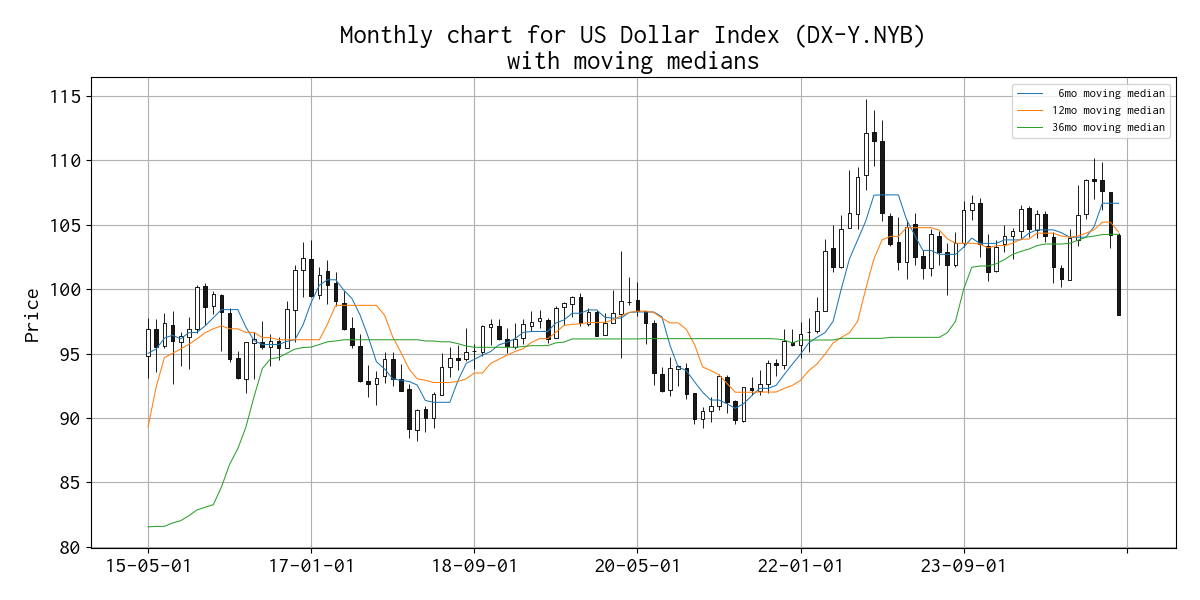 Monthly chart for US Dollar Index (DX-Y.NYB)
with moving medians
6mo moving median
12mo moving median
36mo moving median
Price
115
110
105
100
95
90
85
80
15-05-01
17-01-01
18-09-01
20-05-01
22-01-01
23-09-01